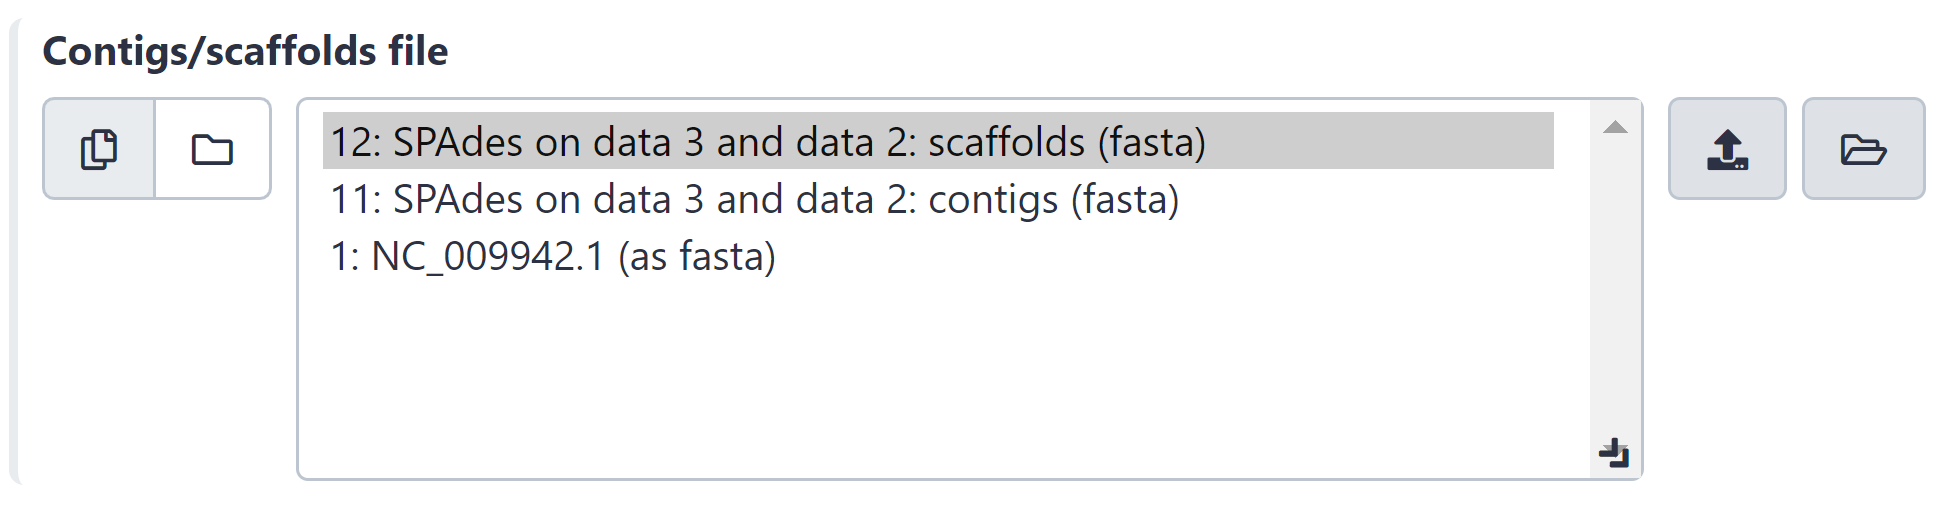 Contigs/scaffolds file
12: SPAdes on data 3 and data 2: scaffolds (fasta)
11: SPAdes on data 3 and data 2: contigs (fasta)
1: NC_009942.1 (as fasta)